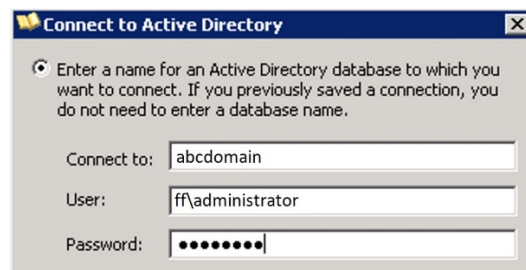 Connect to Active Directory
Enter a name for an Active Directory database to which you
want to connect. If you previously saved a connection, you
do not need to enter a database name.
Connect to: abcdomain
User: ff\administrator
Password: ●●●●●●●●